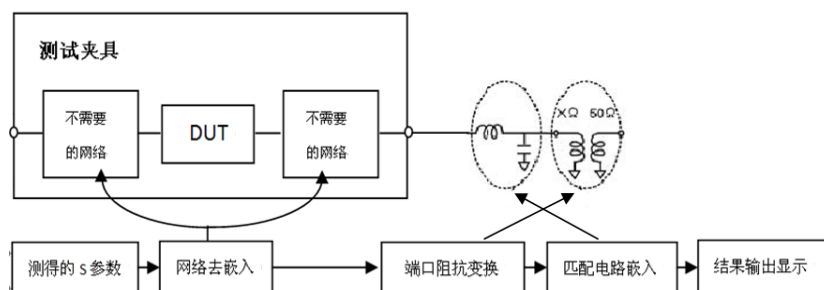 测试夹具
不需要
的网络
DUT
不需要
的网络
XΩ 50Ω
测得的 S 参数
网络去嵌入
端口阻抗变换
匹配电路嵌入
结果输出显示